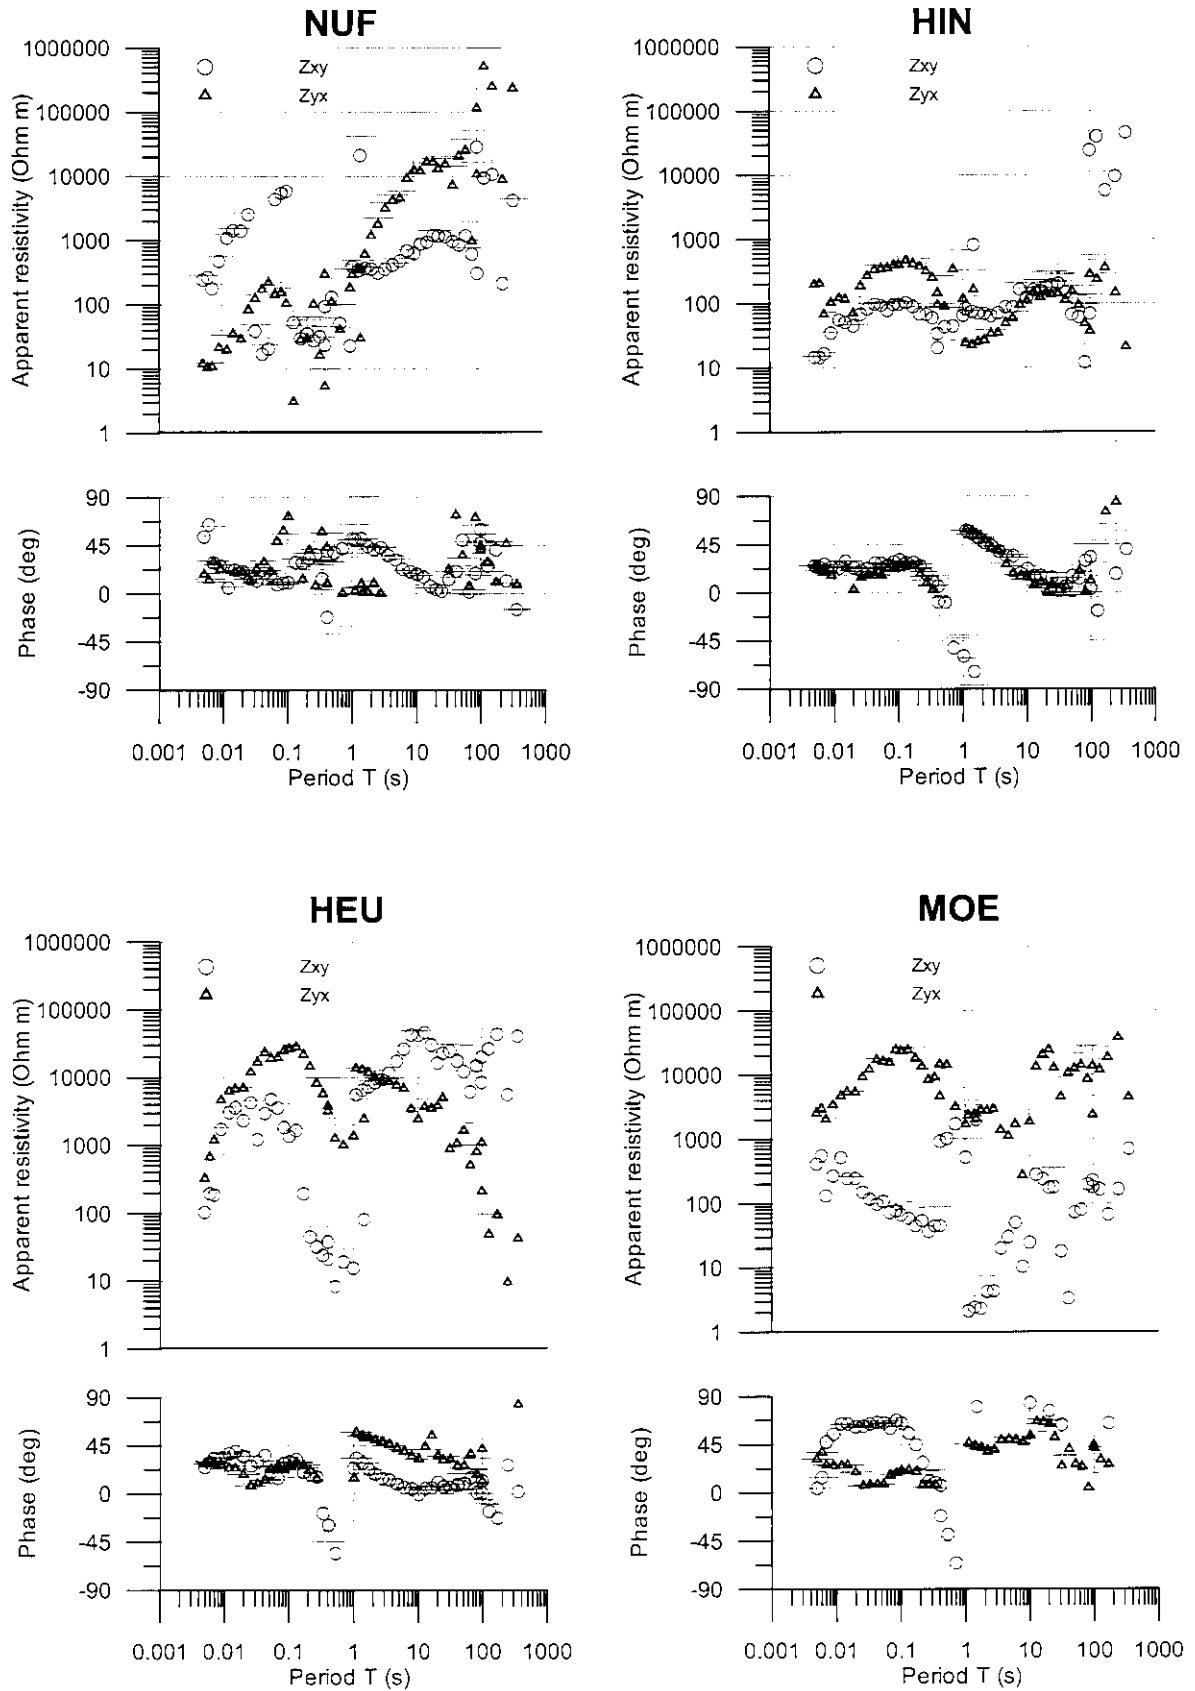 NUF
1000000
Zxy
Zyx
100000
10000
1000
100
10
1
Apparent resistivity (Ohm m)
90
45
0
-45
-90
Phase (deg)
0.001 0.01 0.1 1 10 100 1000
Period T (s)
HIN
1000000
Zxy
Zyx
100000
10000
1000
100
10
1
Apparent resistivity (Ohm m)
90
45
0
-45
-90
Phase (deg)
0.001 0.01 0.1 1 10 100 1000
Period T (s)
HEU
1000000
Zxy
Zyx
100000
10000
1000
100
10
1
Apparent resistivity (Ohm m)
90
45
0
-45
-90
Phase (deg)
0.001 0.01 0.1 1 10 100 1000
Period T (s)
MOE
1000000
Zxy
Zyx
100000
10000
1000
100
10
1
Apparent resistivity (Ohm m)
90
45
0
-45
-90
Phase (deg)
0.001 0.01 0.1 1 10 100 1000
Period T (s)